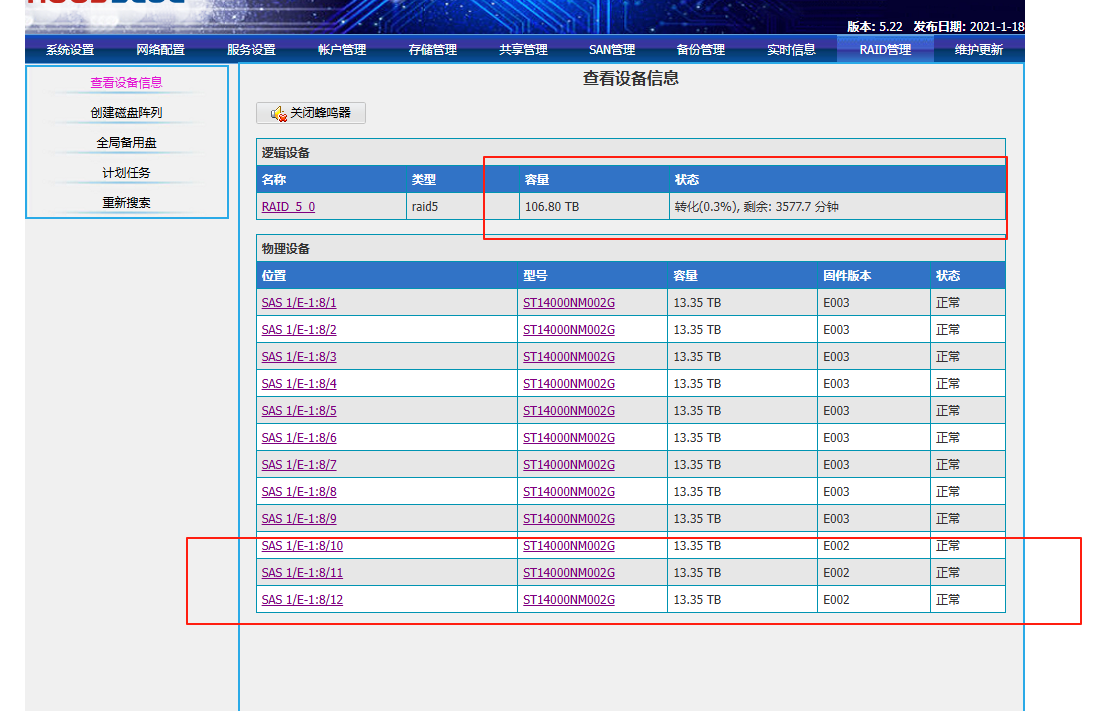 版本: 5.22 发布日期: 2021-1-18
系统设置 网络配置 服务设置 帐户管理 存储管理 共享管理 SAN管理 备份管理 实时信息 RAID管理 维护更新
查看设备信息
创建磁盘阵列
全局备用盘
计划任务
重新搜索
查看设备信息
关闭蜂鸣器
逻辑设备
名称 类型 容量 状态
RAID_5_0 raid5 106.80 TB 转化(0.3%), 剩余: 3577.7 分钟
物理设备
位置 型号 容量 固件版本 状态
SAS 1/E-1:8/1 ST14000NM002G 13.35 TB E003 正常
SAS 1/E-1:8/2 ST14000NM002G 13.35 TB E003 正常
SAS 1/E-1:8/3 ST14000NM002G 13.35 TB E003 正常
SAS 1/E-1:8/4 ST14000NM002G 13.35 TB E003 正常
SAS 1/E-1:8/5 ST14000NM002G 13.35 TB E003 正常
SAS 1/E-1:8/6 ST14000NM002G 13.35 TB E003 正常
SAS 1/E-1:8/7 ST14000NM002G 13.35 TB E003 正常
SAS 1/E-1:8/8 ST14000NM002G 13.35 TB E003 正常
SAS 1/E-1:8/9 ST14000NM002G 13.35 TB E003 正常
SAS 1/E-1:8/10 ST14000NM002G 13.35 TB E002 正常
SAS 1/E-1:8/11 ST14000NM002G 13.35 TB E002 正常
SAS 1/E-1:8/12 ST14000NM002G 13.35 TB E002 正常